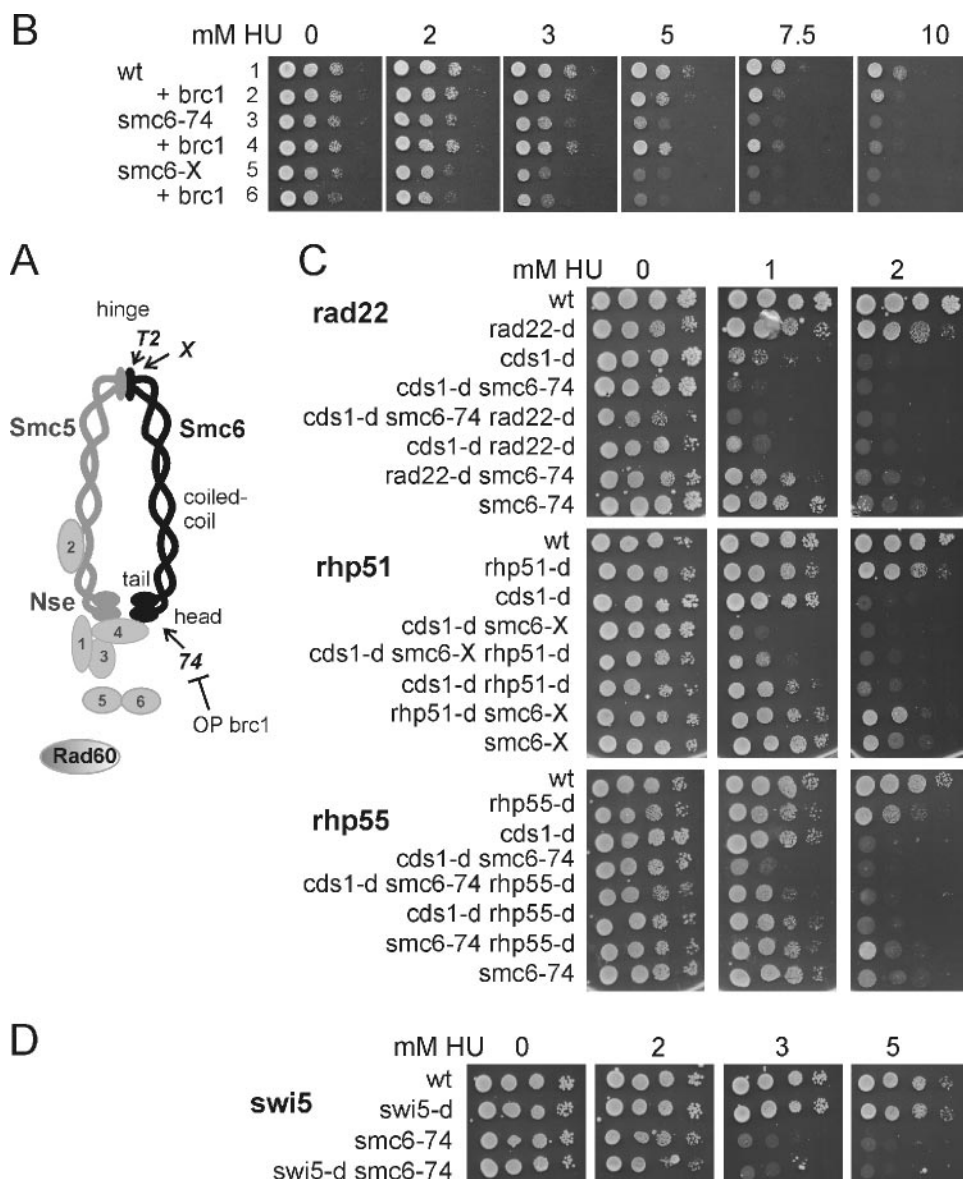 B
mM HU 0 2 3 5 7.5 10
wt 1
+ brc1 2
smc6-74 3
+ brc1 4
smc6-X 5
+ brc1 6
A
hinge
T2
X
Smc5
Smc6
coiled-
coil
2
tail
Nse
head
4
1
3
74
5 6
OP brc1
Rad60
C
mM HU 0 1 2
rad22
wt
rad22-d
cds1-d
cds1-d smc6-74
cds1-d smc6-74 rad22-d
cds1-d rad22-d
rad22-d smc6-74
smc6-74
rhp51
wt
rhp51-d
cds1-d
cds1-d smc6-X
cds1-d smc6-X rhp51-d
cds1-d rhp51-d
rhp51-d smc6-X
smc6-X
rhp55
wt
rhp55-d
cds1-d
cds1-d smc6-74
cds1-d smc6-74 rhp55-d
cds1-d rhp55-d
smc6-74 rhp55-d
smc6-74
D
mM HU 0 2 3 5
swi5
wt
swi5-d
smc6-74
swi5-d smc6-74